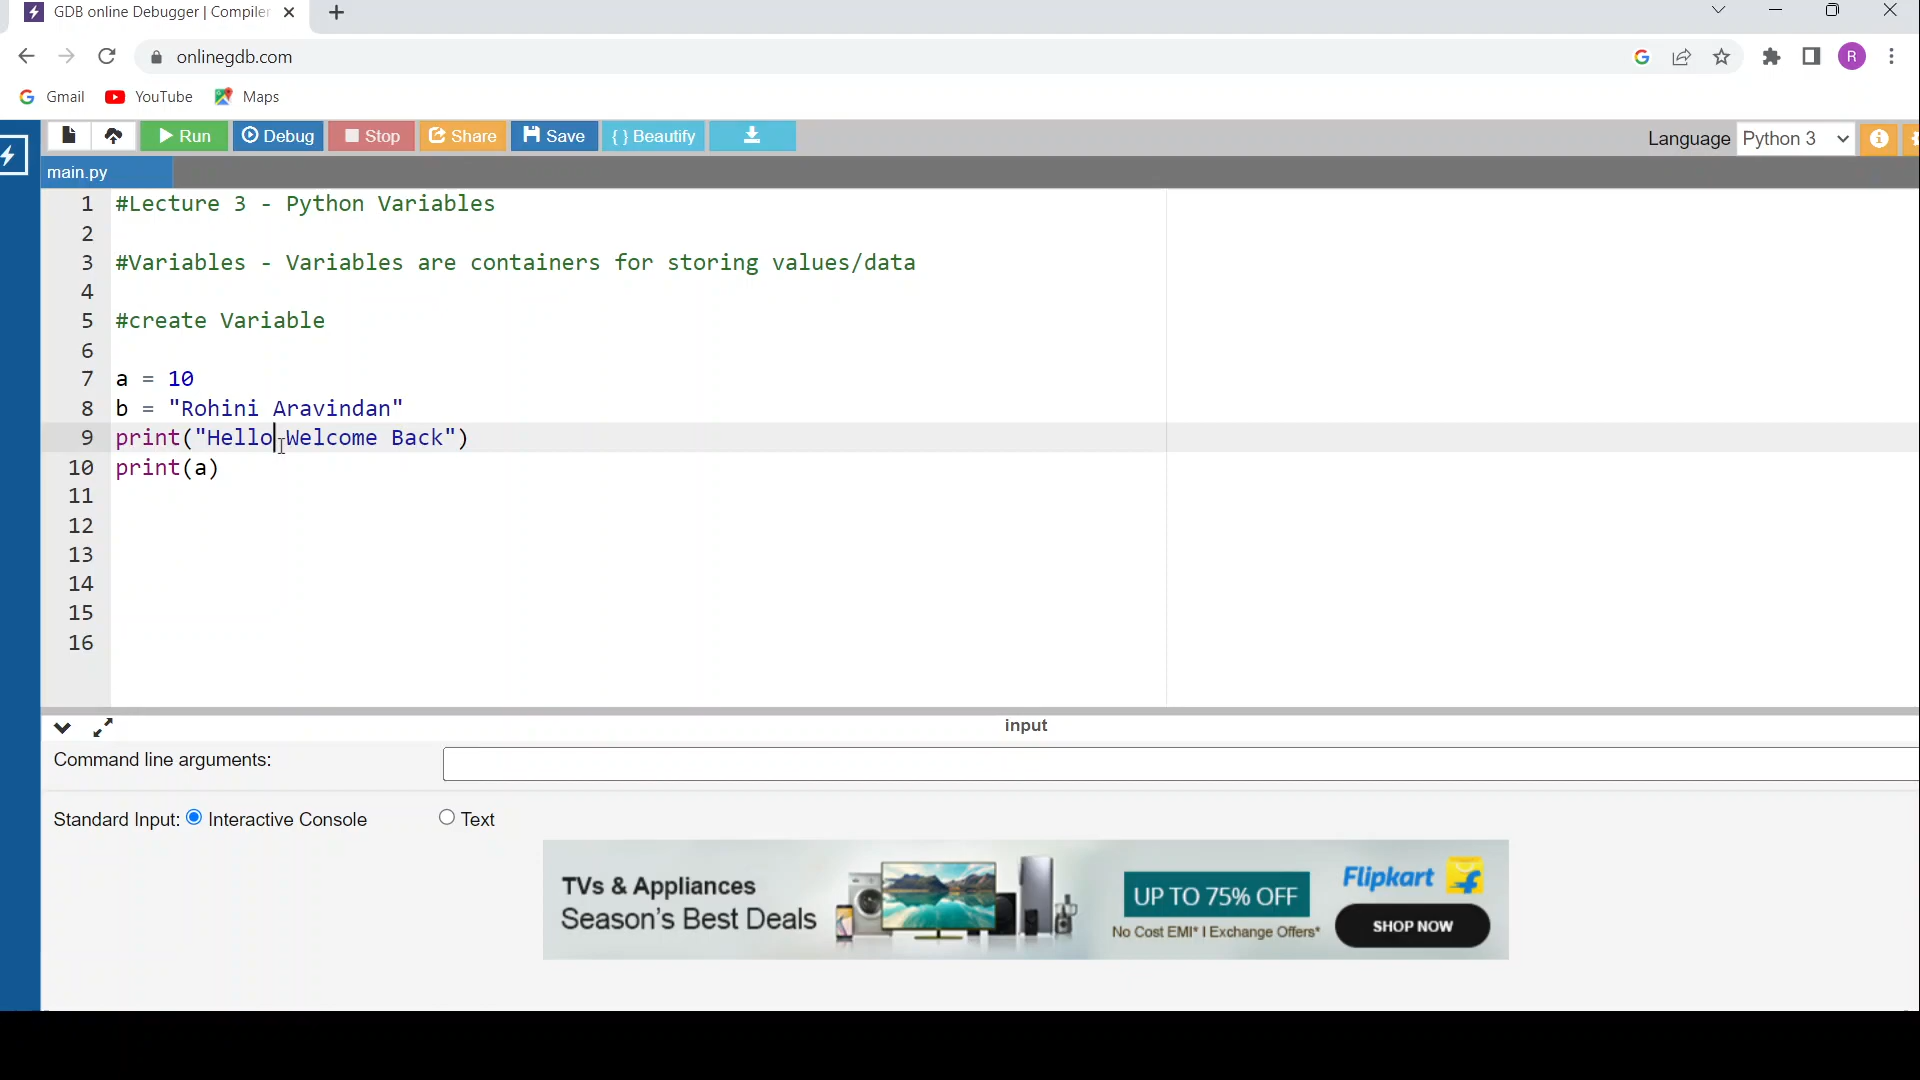 GDB online Debugger | Compiler
onlinegdb.com
R
Gmail YouTube Maps
Run Debug Stop Share Save { } Beautify Language Python 3
main.py
1 #Lecture 3 - Python Variables
2
3 #Variables - Variables are containers for storing values/data
4
5 #create Variable
6
7 a = 10
8 b = "Rohini Aravindan"
9 print("Hello Welcome Back")
10 print(a)
11
12
13
14
15
16
input
Command line arguments:
Standard Input: Interactive Console Text
TVs & Appliances
Season's Best Deals
UP TO 75% OFF
No Cost EMI* I Exchange Offers*
Flipkart
SHOP NOW